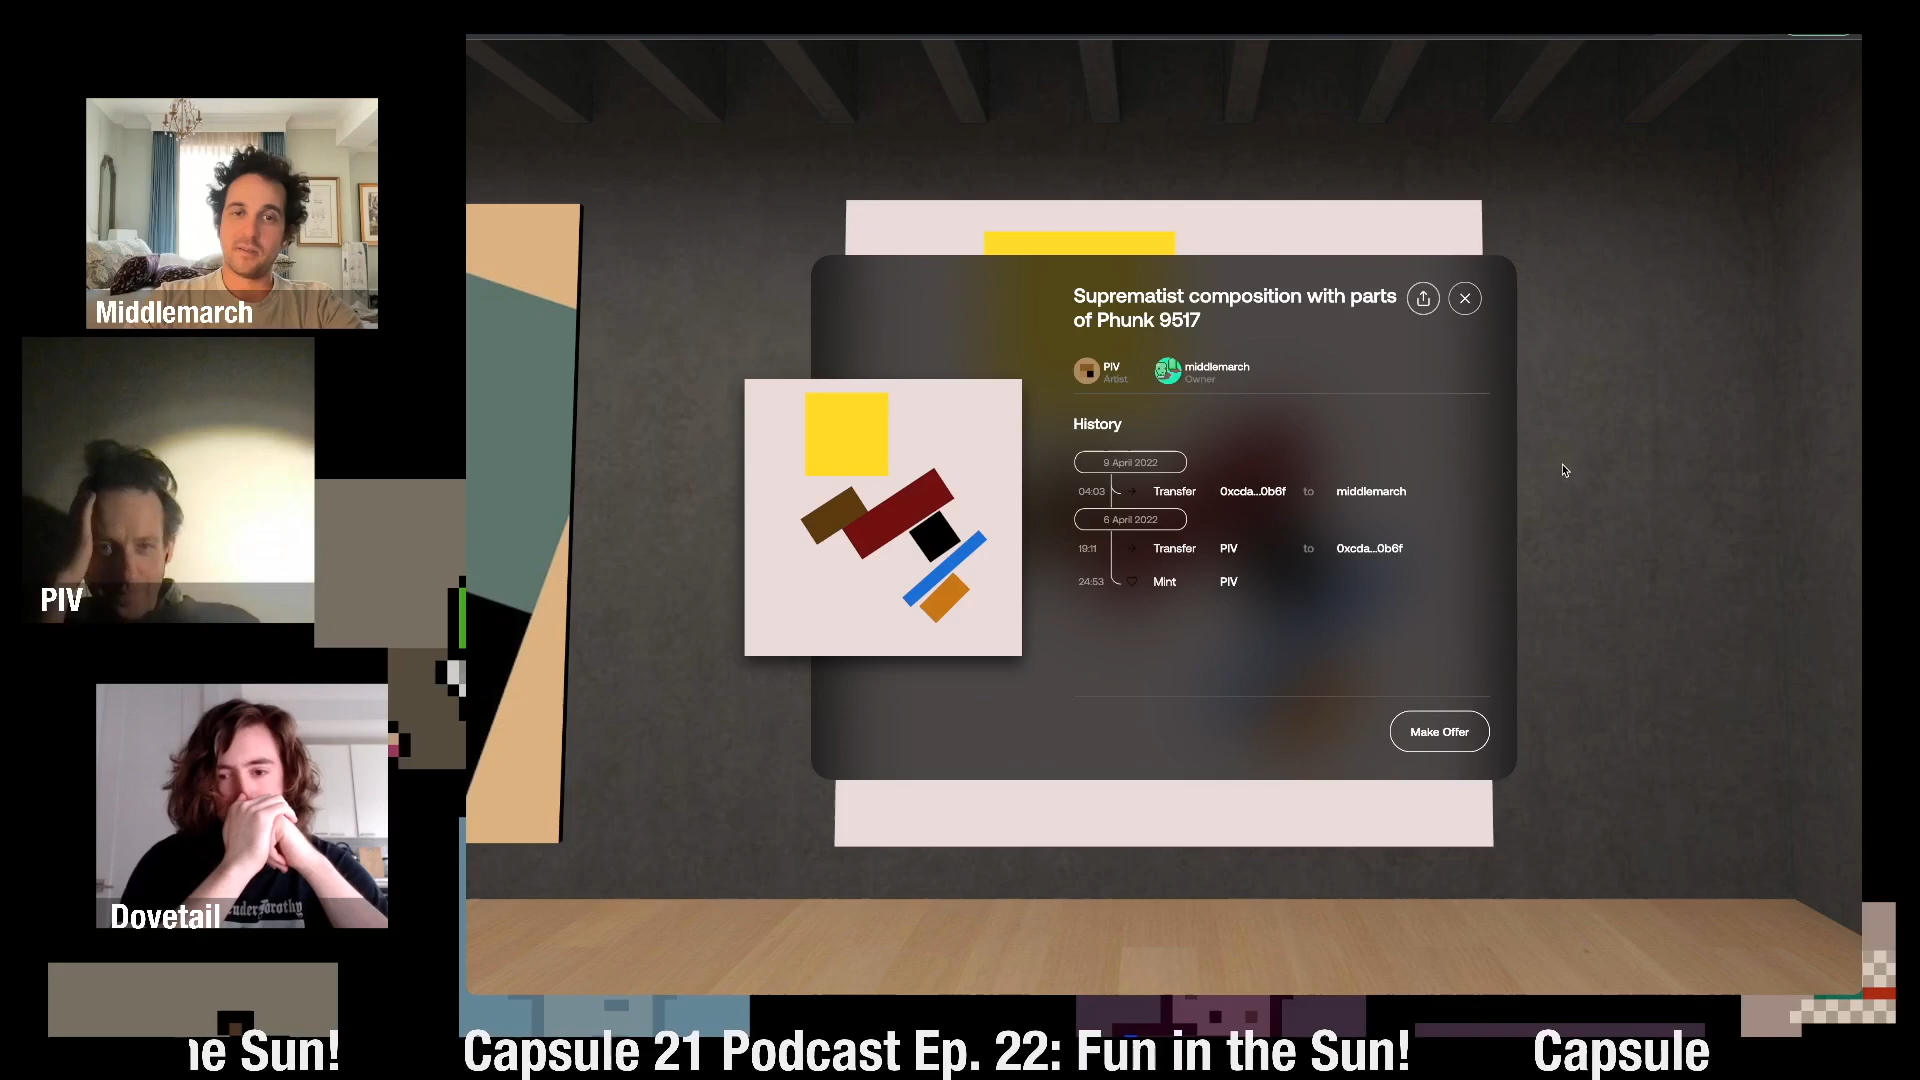 Middlemarch
PIV
Dovetail
Suprematist composition with parts
of Phunk 9517
PIV
Artist
middlemarch
Owner
History
9 April 2022
04:03 Transfer 0xcda...0b6f to middlemarch
6 April 2022
19:11 Transfer PIV to 0xcda...0b6f
24:53 Mint PIV
Make Offer
e Sun! Capsule 21 Podcast Ep. 22: Fun in the Sun! Capsule